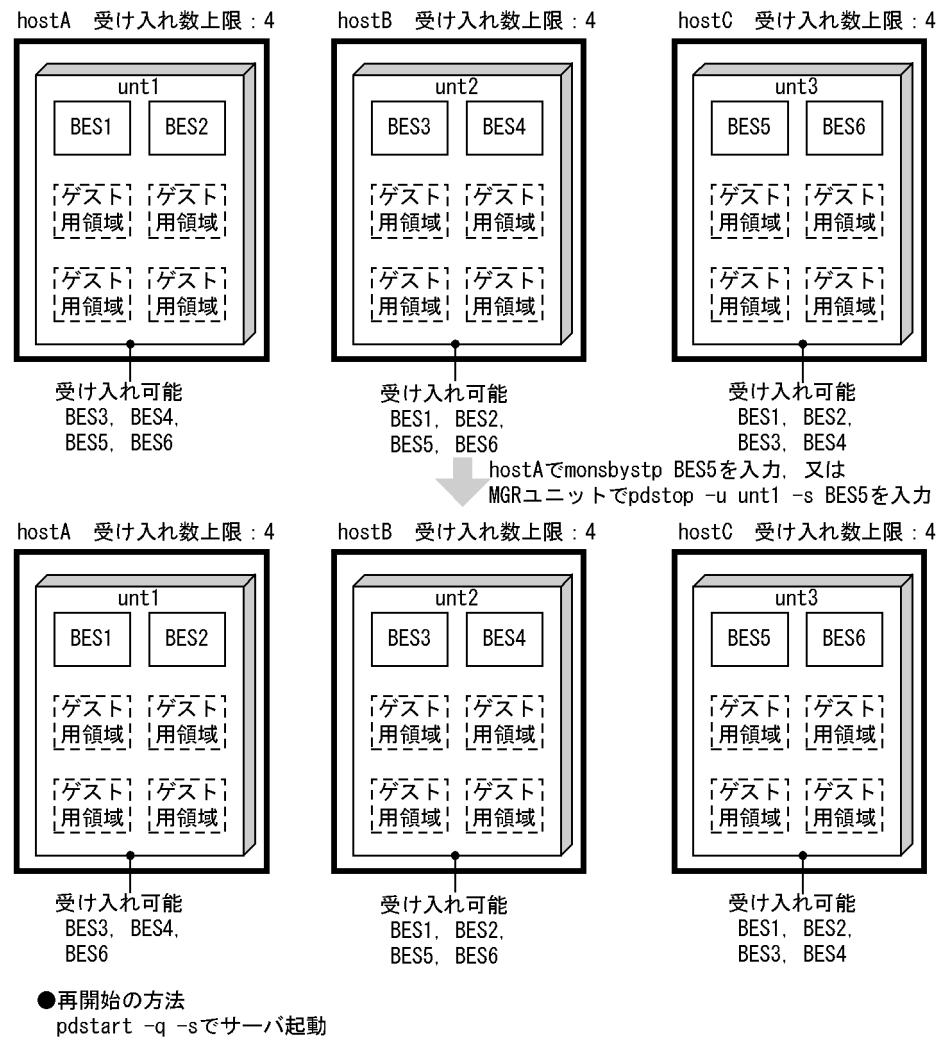 hostA　受け入れ数上限：4
hostB　受け入れ数上限：4
hostC　受け入れ数上限：4
unt1
BES1
BES2
ゲスト
用領域
ゲスト
用領域
ゲスト
用領域
ゲスト
用領域
受け入れ可能
BES3，BES4，
BES5，BES6
unt2
BES3
BES4
ゲスト
用領域
ゲスト
用領域
ゲスト
用領域
ゲスト
用領域
受け入れ可能
BES1，BES2，
BES5，BES6
unt3
BES5
BES6
ゲスト
用領域
ゲスト
用領域
ゲスト
用領域
ゲスト
用領域
受け入れ可能
BES1，BES2，
BES3，BES4
hostAでmonsbystp BES5を入力，又は
MGRユニットでpdstop -u unt1 -s BES5を入力
hostA　受け入れ数上限：4
hostB　受け入れ数上限：4
hostC　受け入れ数上限：4
unt1
BES1
BES2
ゲスト
用領域
ゲスト
用領域
ゲスト
用領域
ゲスト
用領域
受け入れ可能
BES3，BES4，
BES6
unt2
BES3
BES4
ゲスト
用領域
ゲスト
用領域
ゲスト
用領域
ゲスト
用領域
受け入れ可能
BES1，BES2，
BES5，BES6
unt3
BES5
BES6
ゲスト
用領域
ゲスト
用領域
ゲスト
用領域
ゲスト
用領域
受け入れ可能
BES1，BES2，
BES3，BES4
●再開始の方法
pdstart -q -sでサーバ起動